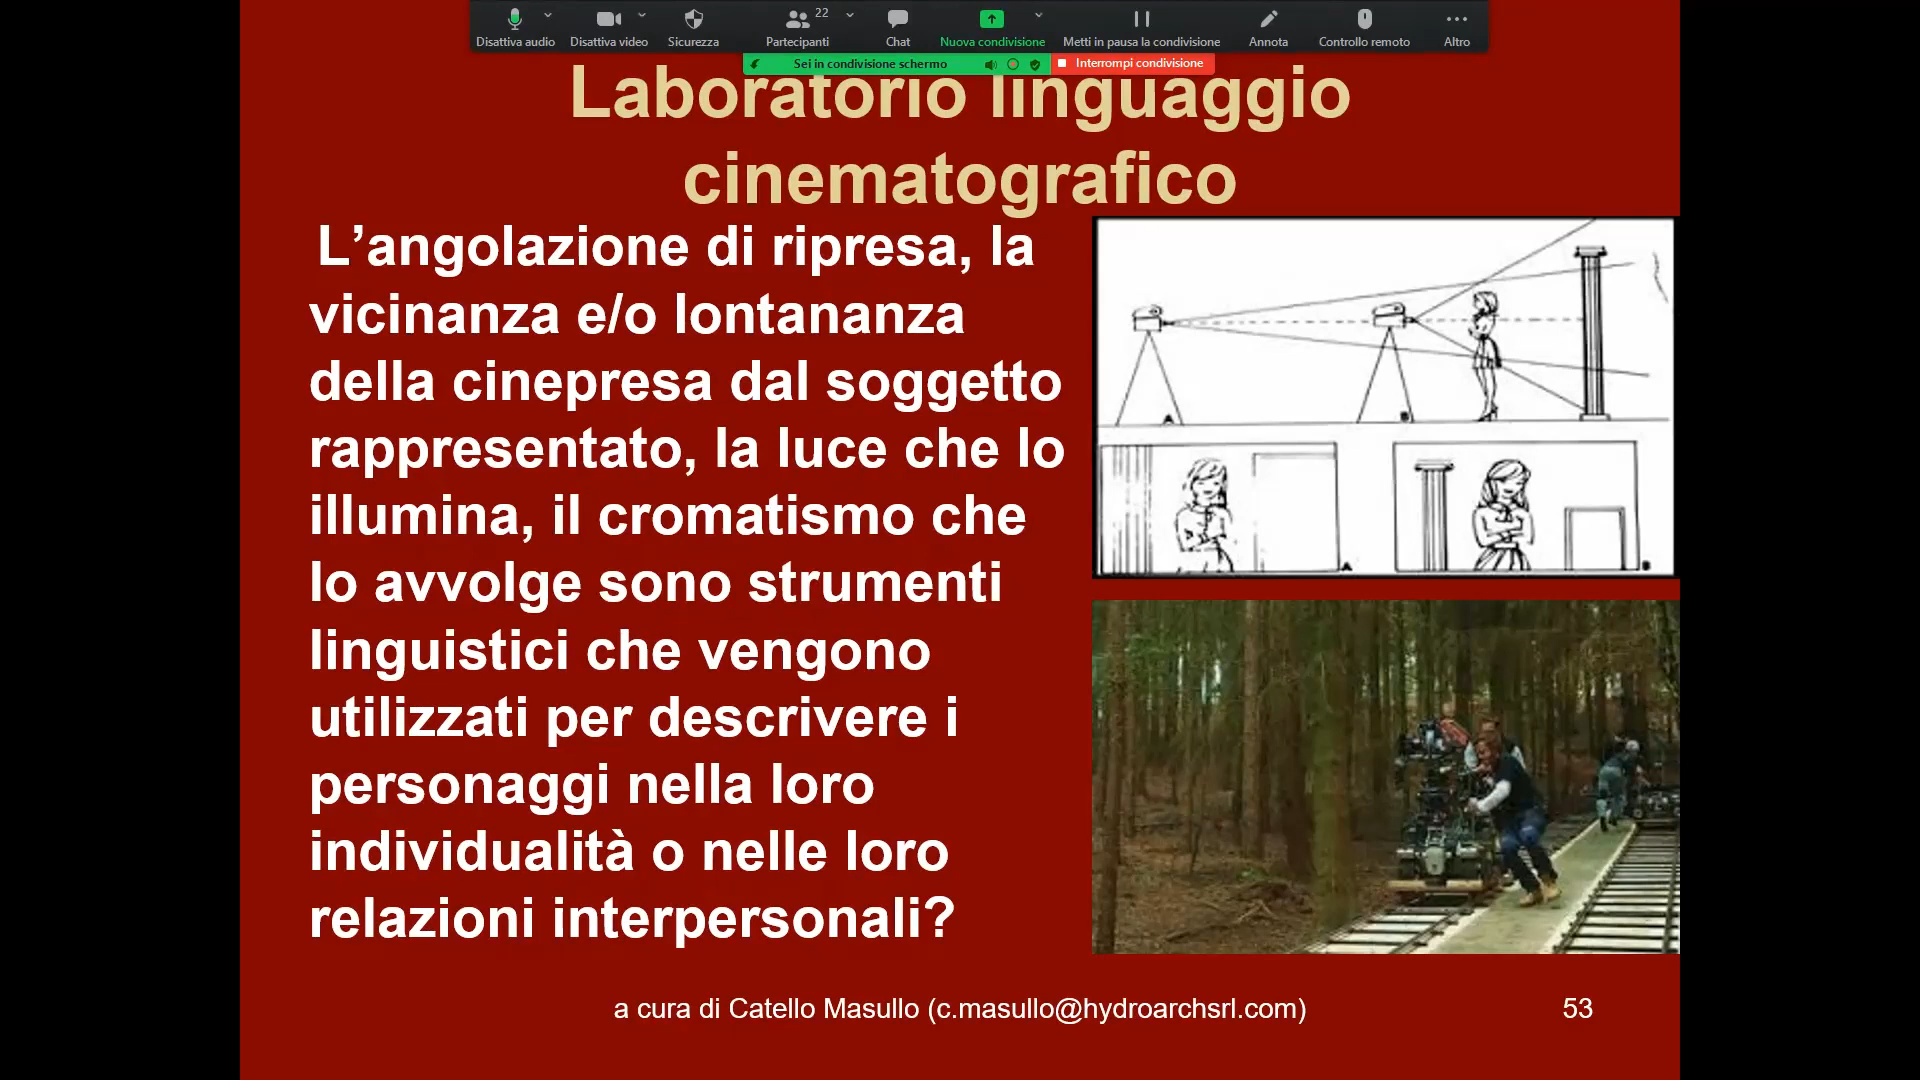 Disattiva audio
Disattiva video
Sicurezza
Partecipanti
22
Chat
Nuova condivisione
Metti in pausa la condivisione
Annota
Controllo remoto
Altro
Sei in condivisione schermo
Interrompi condivisione
Laboratorio linguaggio
cinematografico
L’angolazione di ripresa, la
vicinanza e/o lontananza
della cinepresa dal soggetto
rappresentato, la luce che lo
illumina, il cromatismo che
lo avvolge sono strumenti
linguistici che vengono
utilizzati per descrivere i
personaggi nella loro
individualità o nelle loro
relazioni interpersonali?
A
B
A
B
a cura di Catello Masullo (c.masullo@hydroarchsrl.com)
53